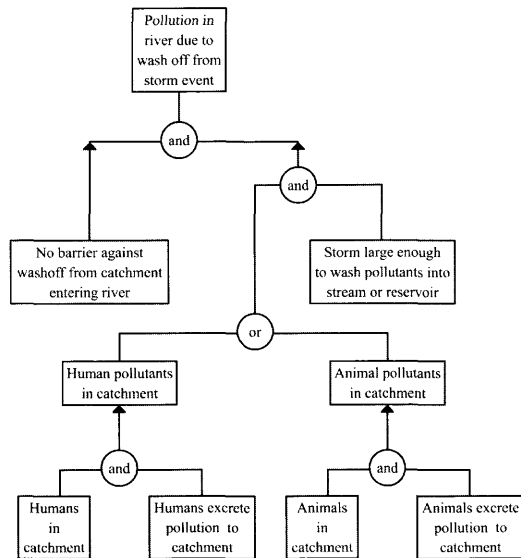 Pollution in
river due to
wash off from
storm event
and
and
No barrier against
washoff from catchment
entering river
Storm large enough
to wash pollutants into
stream or reservoir
or
Human pollutants
in catchment
Animal pollutants
in catchment
and
and
Humans
in
catchment
Humans excrete
pollution to
catchment
Animals
in
catchment
Animals excrete
pollution to
catchment